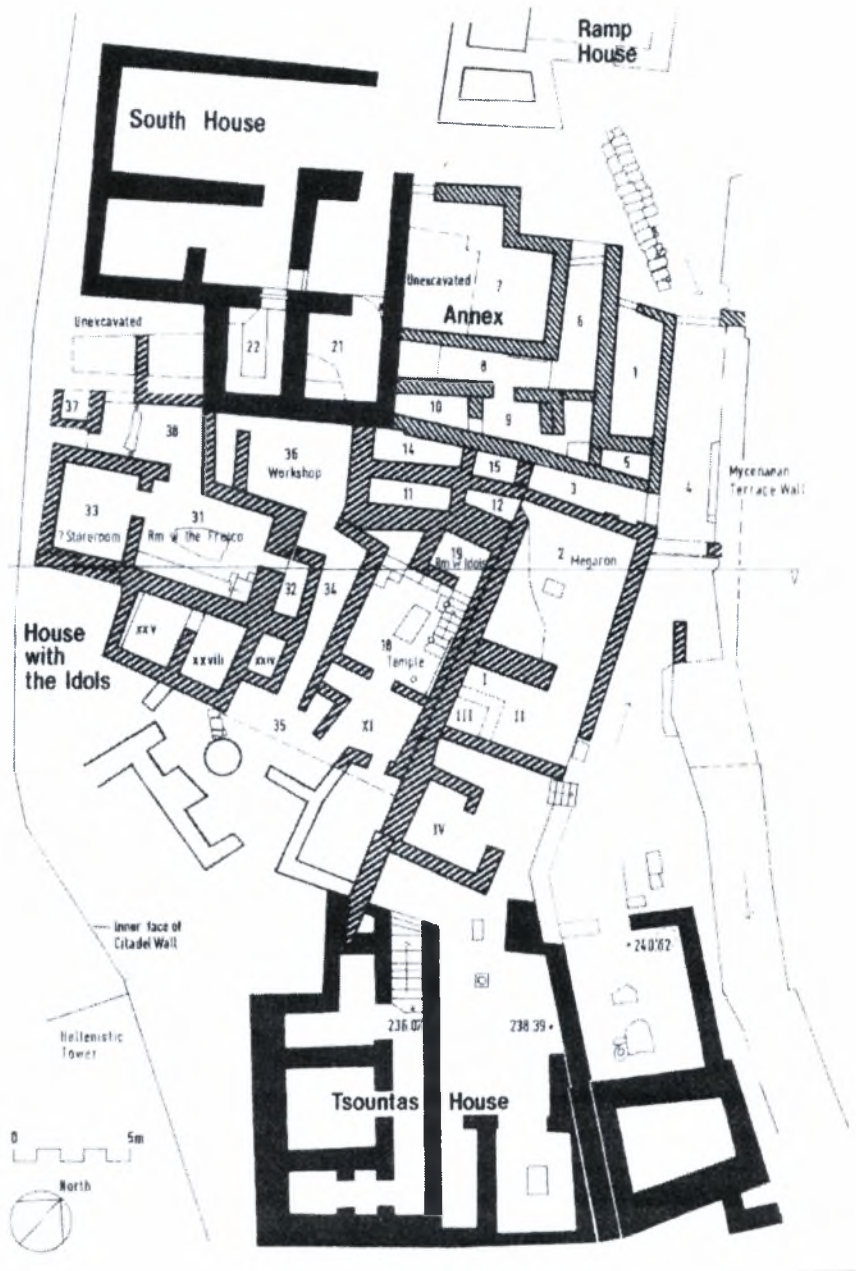 Ramp
House
South House
Unexcavated
7
7
Annex
6
1
Unexcavated
22
21
8
10
9
5
37
38
36
Workshop
14
15
3
4
Mycenaean
Terrace Wall
11
12
33
? Storeroom
31
Rm w the Fresco
32
34
19
Rm w Idols
2
Megaron
House
with
the Idols
xxv
xxviii
xxiv
18
Temple
I
III
II
35
XI
IV
Inner face of
Citadel Wall
Hellenistic
Tower
240.62
236.07
238.39
Tsountas House
0
5m
North